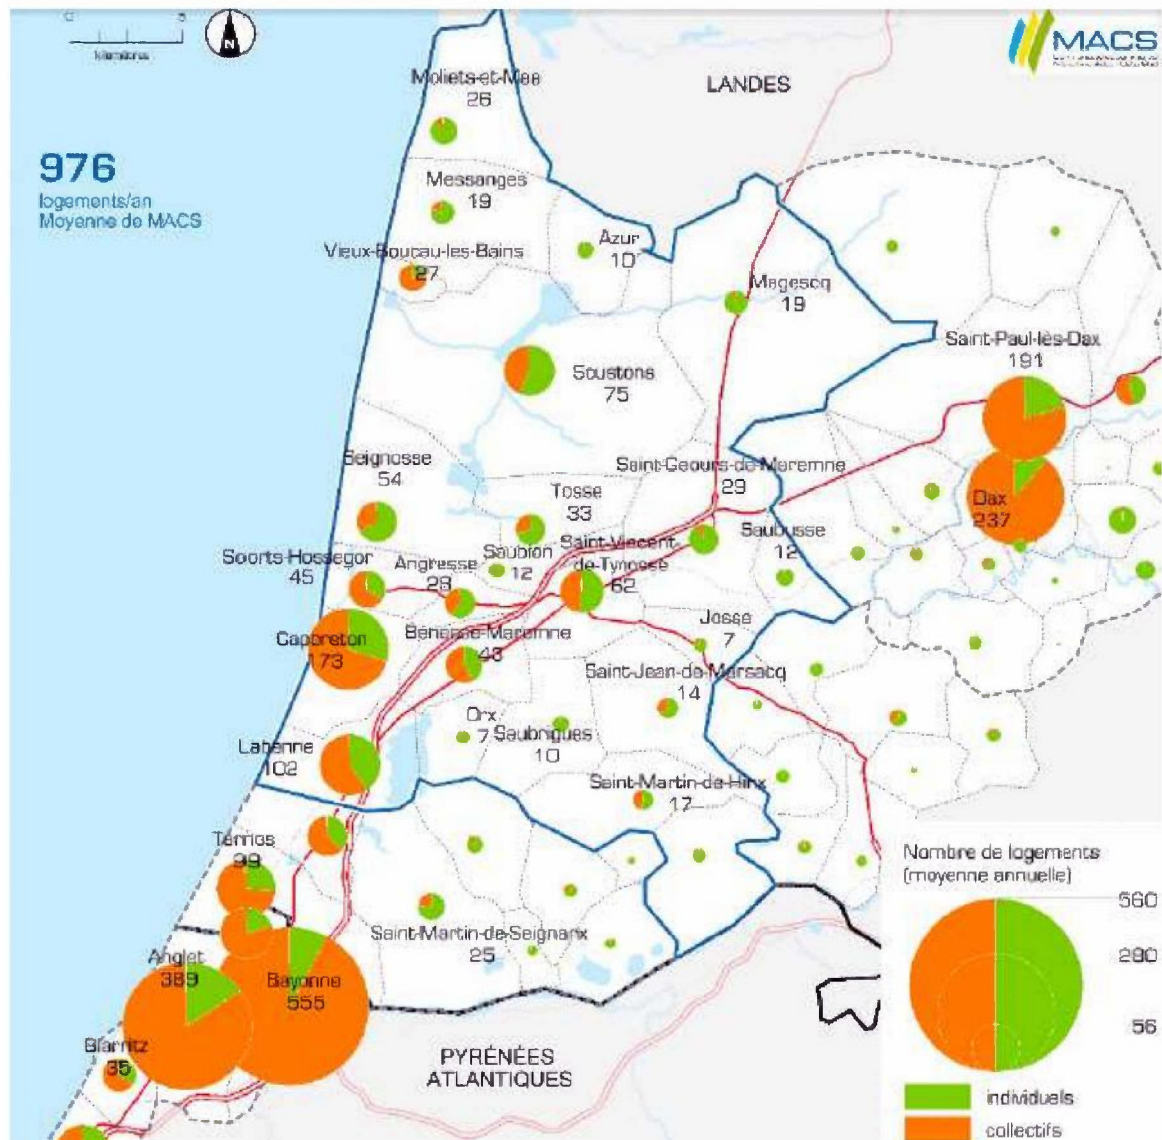 0 5
kilomètres
N
MACS
LANDES
976
logements/an
Moyenne de MACS
Moliets-et-Maa
26
Messanges
19
Azur
10
Vieux-Boucau-les-Bains
27
Magescq
19
Saint-Paul-lès-Dax
191
Soustons
75
Seignosse
54
Saint-Geours-de-Maremne
29
Tosse
33
Dax
237
Soorts-Hossegor
45
Angresse
28
Saubion
12
Saint-Vincent-
de-Tyrosse
62
Saubusse
12
Capbreton
173
Bénesse-Maremne
43
Josse
7
Saint-Jean-de-Marsacq
14
Orx
7
Saubrigues
10
Labenne
102
Saint-Martin-de-Hinx
17
Tarnos
99
Saint-Martin-de-Seignanx
25
Anglet
389
Bayonne
555
Biarritz
35
PYRÉNÉES
ATLANTIQUES
Nombre de logements
(moyenne annuelle)
560
280
56
individuels
collectifs